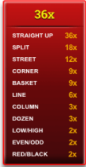 36x
STRAIGHT UP 36x
SPLIT 18x
STREET 12x
CORNER 9x
BASKET 9x
LINE 6x
COLUMN 3x
DOZEN 3x
LOW/HIGH 2x
EVEN/ODD 2x
RED/BLACK 2x